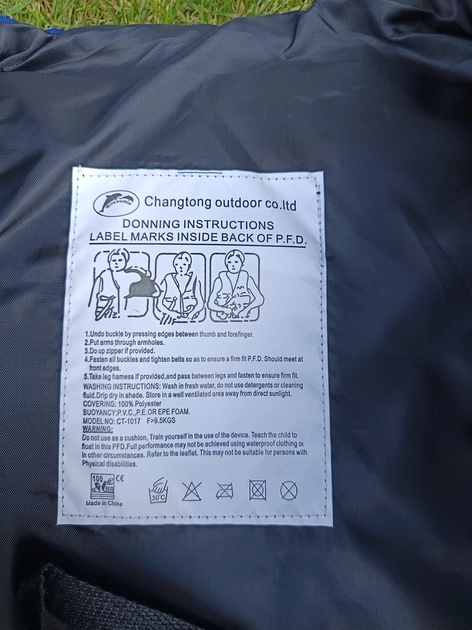 Changtong outdoor co.ltd
DONNING INSTRUCTIONS
LABEL MARKS INSIDE BACK OF P.F.D.
1.Undo buckle by pressing edges between thumb and forefinger.
2.Put arms through armholes.
3.Do up zipper if provided.
4.Fasten all buckles and tighten belts so as to ensure a firm fit P.F.D. Should meet at
front edges.
5.Take leg harness if provided,and pass between legs and fasten to ensure firm fit.
WASHING INSTRUCTIONS: Wash in fresh water, do not use detergents or cleaning
fluid.Drip dry in shade. Store in a well ventilated area away from direct sunlight.
COVERING: 100% Polyester
BUOYANCY:P.V.C.,P.E.OR EPE FOAM.
MODEL NO: CT-1017 F>9.5KGS
WARNING:
Do not use as a cushion, Train yourself in the use of the device. Teach the child to
float in this PFD.Full performance may not be achieved using waterproof clothing or
in other circumstances. Refer to the leaflet. This may not be suitable for persons with
Physical disabilities.
100 CE
30°C
Made in China